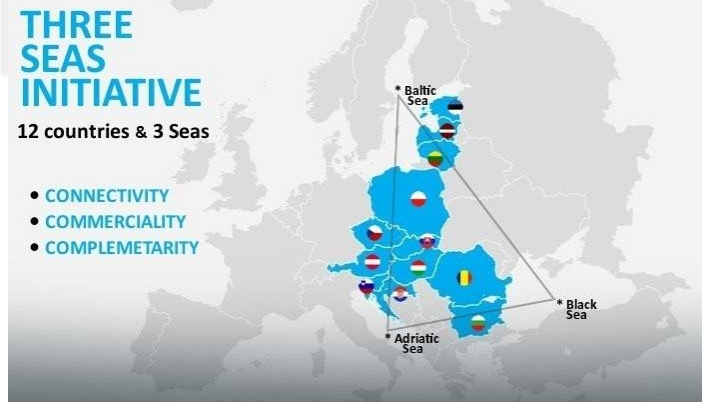 THREE
SEAS
INITIATIVE
12 countries & 3 Seas
• CONNECTIVITY
• COMMERCIALITY
• COMPLEMETARITY
* Baltic
Sea
* Black
Sea
* Adriatic
Sea